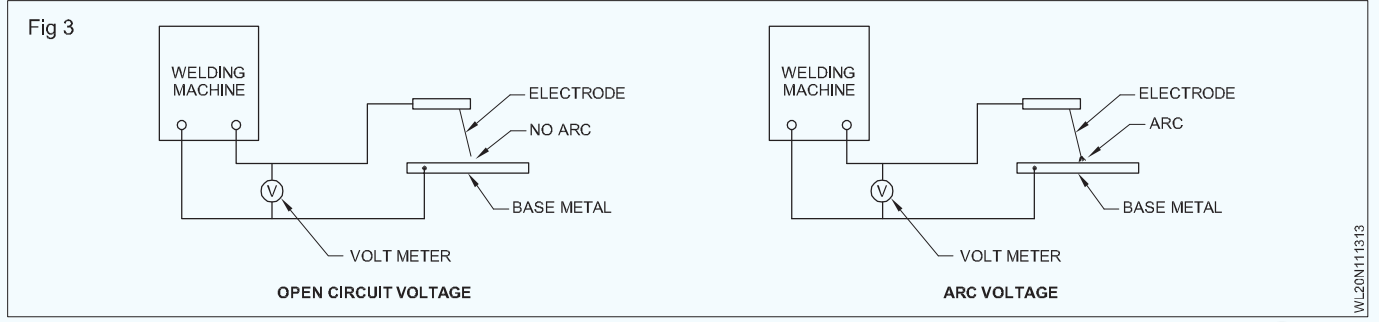 Fig 3
WELDING
MACHINE
ELECTRODE
NO ARC
V
BASE METAL
VOLT METER
OPEN CIRCUIT VOLTAGE
WELDING
MACHINE
ELECTRODE
ARC
V
BASE METAL
VOLT METER
ARC VOLTAGE
WL20N111313